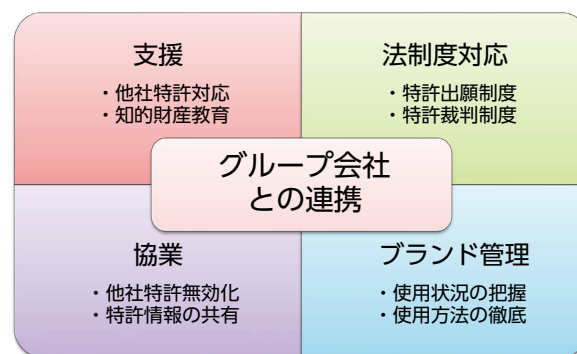 支援
・他社特許対応
・知的財産教育
法制度対応
・特許出願制度
・特許裁判制度
グループ会社
との連携
協業
・他社特許無効化
・特許情報の共有
ブランド管理
・使用状況の把握
・使用方法の徹底